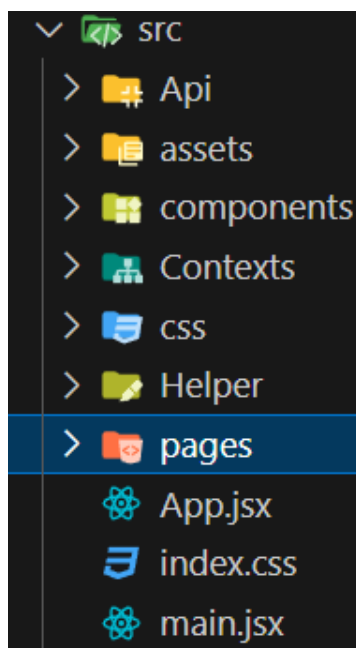 src
Api
assets
components
Contexts
css
Helper
pages
App.jsx
index.css
main.jsx